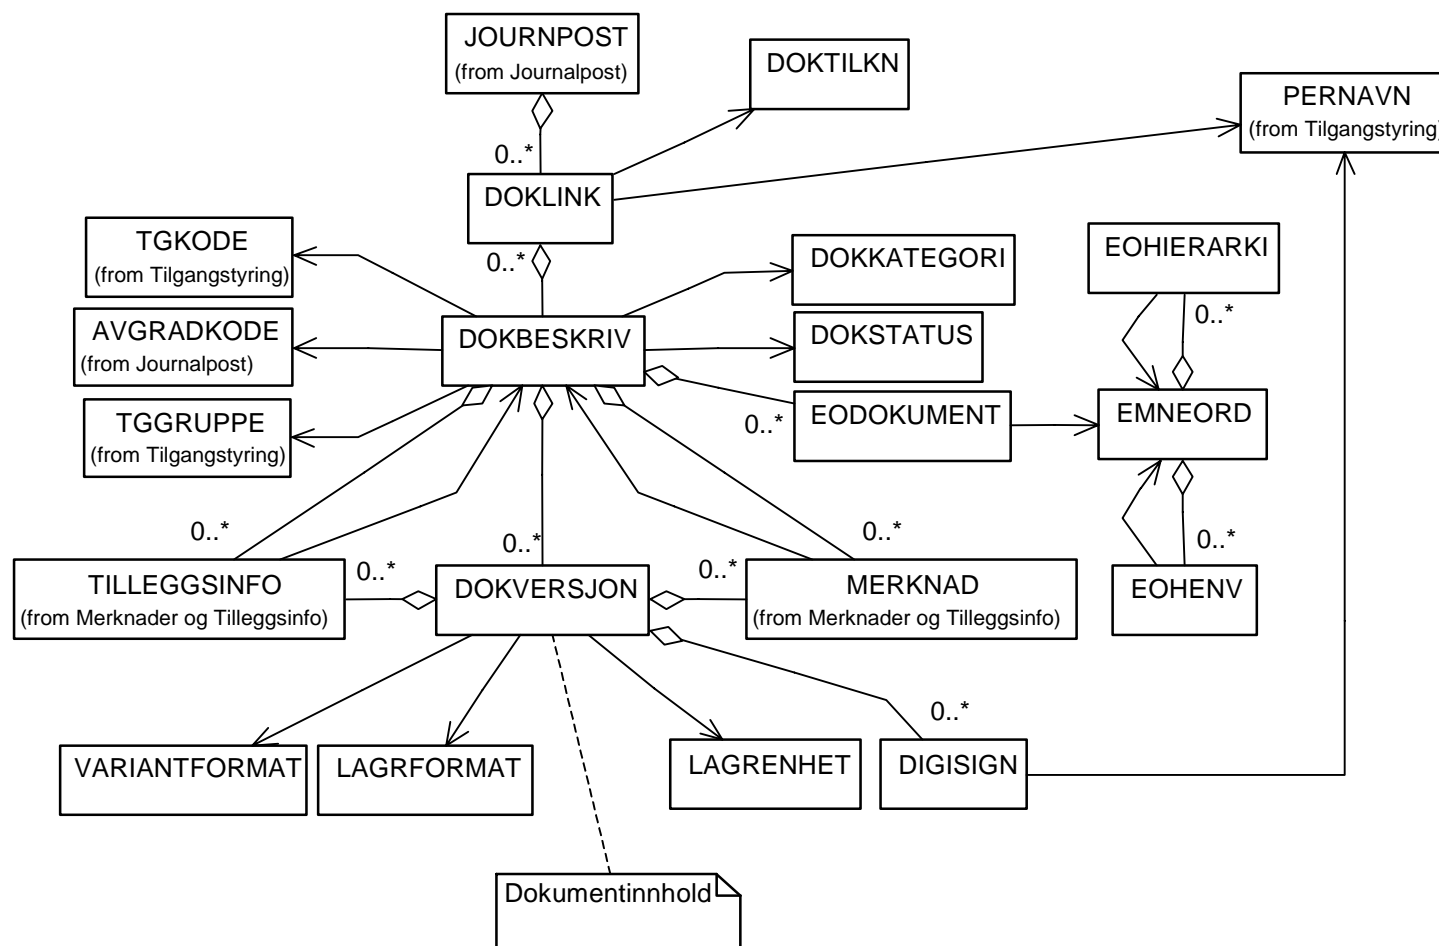 JOURNPOST
(from Journalpost)
DOKTILKN
PERNAVN
(from Tilgangstyring)
0..*
DOKLINK
TGKODE
(from Tilgangstyring)
0..*
DOKKATEGORI
EOHIERARKI
AVGRADKODE
(from Journalpost)
DOKBESKRIV
DOKSTATUS
0..*
TGGRUPPE
(from Tilgangstyring)
0..*
EODOKUMENT
EMNEORD
0..*
0..*
0..*
0..*
TILLEGGSINFO
(from Merknader og Tilleggsinfo)
0..*
DOKVERSJON
0..*
MERKNAD
(from Merknader og Tilleggsinfo)
EOHENV
0..*
VARIANTFORMAT
LAGRFORMAT
LAGRENHET
DIGISIGN
Dokumentinnhold